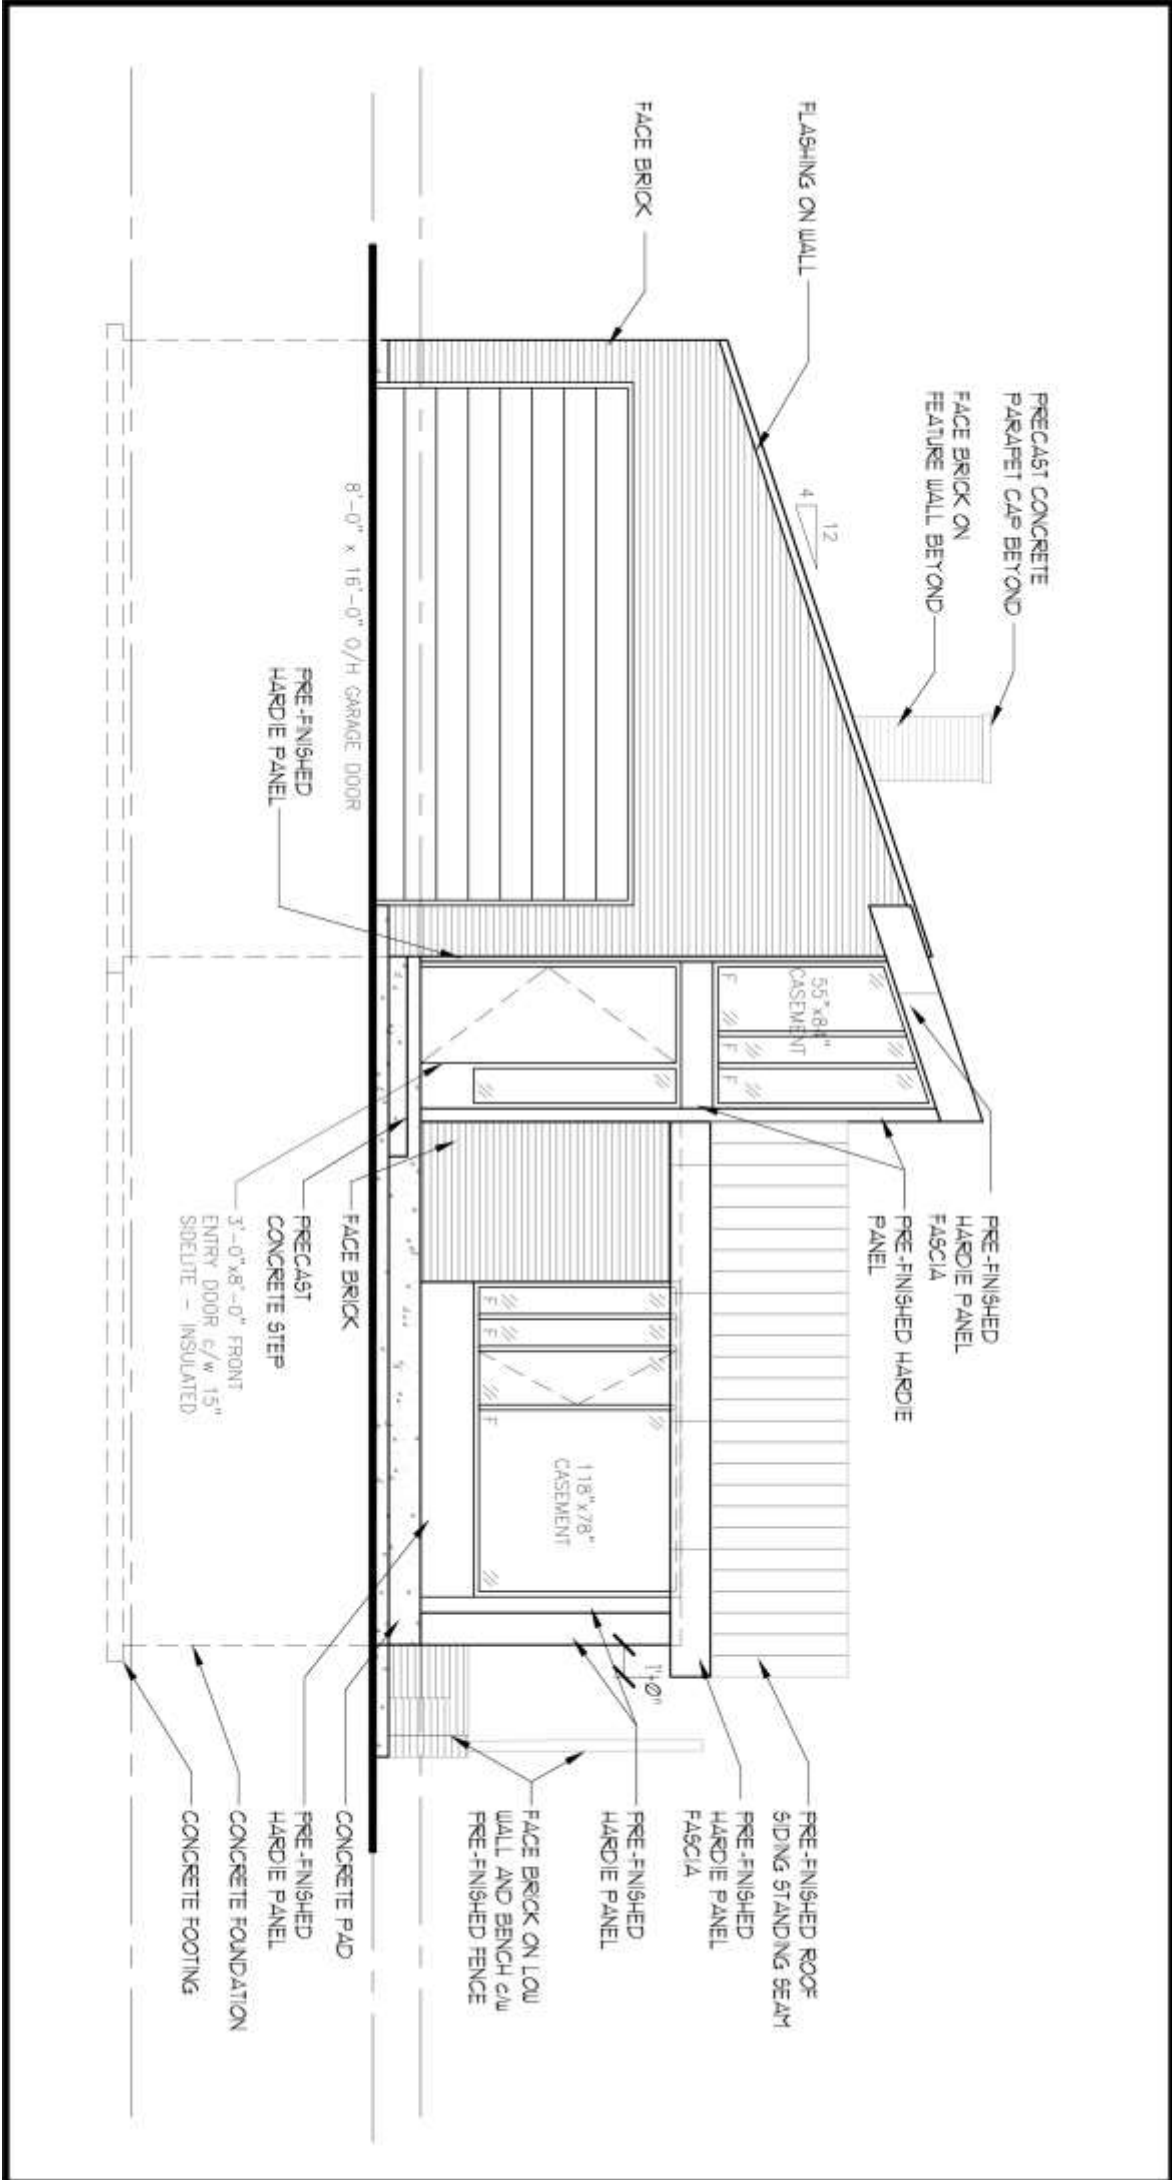 PRECAST CONCRETE
PARAPET CAP BEYOND
FACE BRICK ON
FEATURE WALL BEYOND
FLASHING ON WALL
FACE BRICK
12
4
8'-0" x 16'-0" O/H GARAGE DOOR
PRE-FINISHED
HARDIE PANEL
55"x84"
CASEMENT
F
F
F
PRE-FINISHED
HARDIE PANEL
FASCIA
PRE-FINISHED HARDIE
PANEL
FACE BRICK
PRECAST
CONCRETE STEP
3'-0"x8'-0" FRONT
ENTRY DOOR c/w 15"
SIDELITE - INSULATED
F
F
F
118"x78"
CASEMENT
1'-0"
PRE-FINISHED ROOF
SIDING STANDING SEAM
PRE-FINISHED
HARDIE PANEL
FASCIA
PRE-FINISHED
HARDIE PANEL
FACE BRICK ON LOW
WALL AND BENCH c/w
PRE-FINISHED FENCE
CONCRETE PAD
PRE-FINISHED
HARDIE PANEL
CONCRETE FOUNDATION
CONCRETE FOOTING